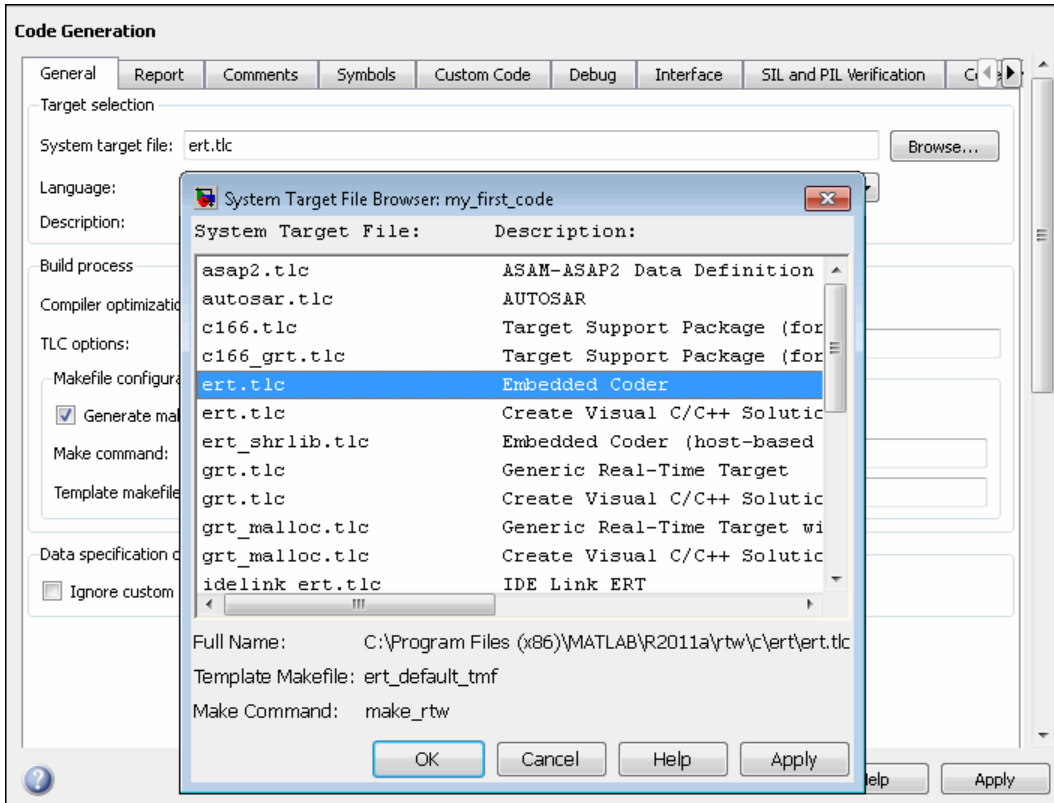 Code Generation
General Report Comments Symbols Custom Code Debug Interface SIL and PIL Verification
Target selection
System target file: ert.tlc Browse...
Language:
Description:
System Target File Browser: my_first_code
System Target File: Description:
asap2.tlc ASAM-ASAP2 Data Definition
autosar.tlc AUTOSAR
c166.tlc Target Support Package (for
c166_grt.tlc Target Support Package (for
ert.tlc Embedded Coder
ert.tlc Create Visual C/C++ Solutic
ert_shrlib.tlc Embedded Coder (host-based
grt.tlc Generic Real-Time Target
grt.tlc Create Visual C/C++ Solutic
grt_malloc.tlc Generic Real-Time Target wi
grt_malloc.tlc Create Visual C/C++ Solutic
idelink_ert.tlc IDE Link ERT
Build process
Compiler optimizatic
TLC options:
Makefile configura
Generate mal
Make command:
Template makefile
Data specification
Ignore custom
Full Name: C:\Program Files (x86)\MATLAB\R2011a\rtw\c\ert\ert.tlc
Template Makefile: ert_default_tmf
Make Command: make_rtw
OK Cancel Help Apply
elp Apply